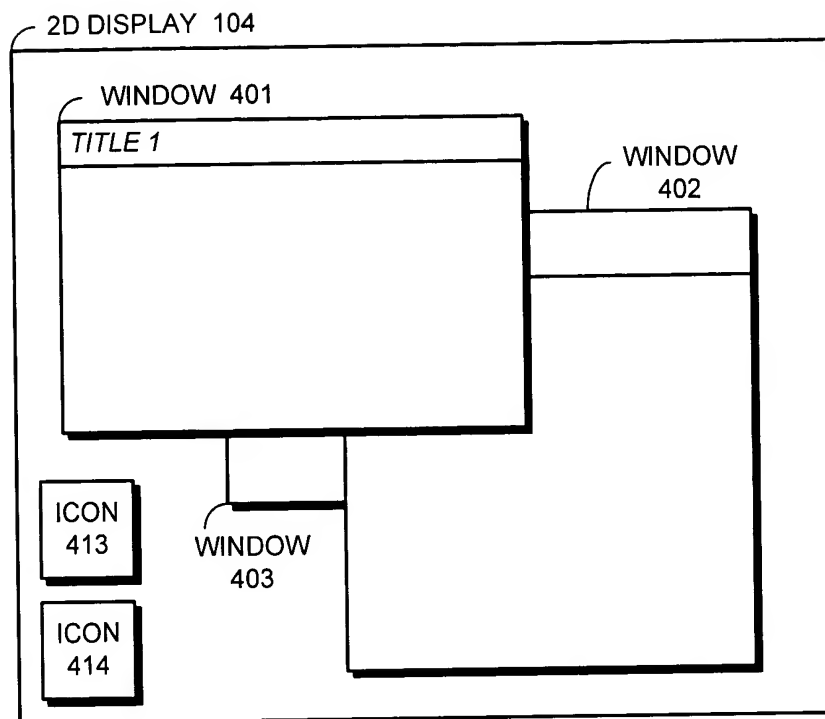 2D DISPLAY 104
WINDOW 401
TITLE 1
WINDOW
402
ICON
413
WINDOW
403
ICON
414